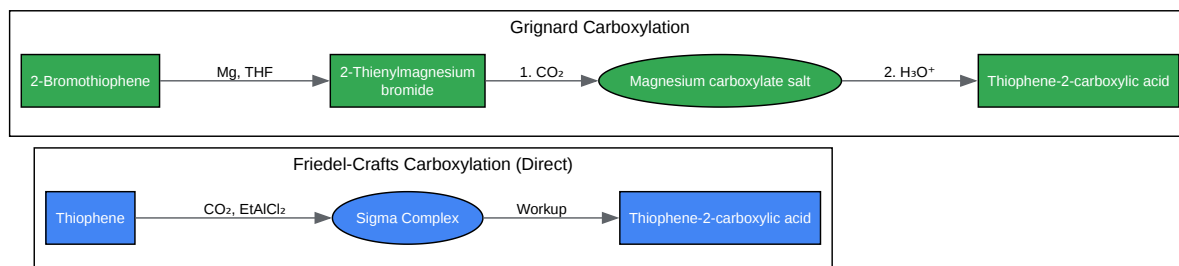 Grignard Carboxylation
2-Bromothiophene
Mg, THF
2-Thienylmagnesium
bromide
1. CO₂
Magnesium carboxylate salt
2. H₃O⁺
Thiophene-2-carboxylic acid
Friedel-Crafts Carboxylation (Direct)
Thiophene
CO₂, EtAlCl₂
Sigma Complex
Workup
Thiophene-2-carboxylic acid